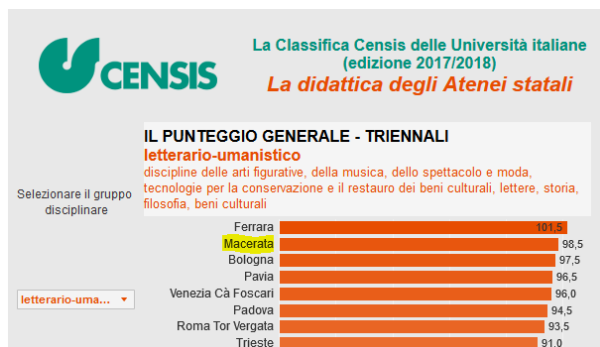 CENSIS
La Classifica Censis delle Università italiane
(edizione 2017/2018)
La didattica degli Atenei statali
IL PUNTEGGIO GENERALE - TRIENNALI
letterario-umanistico
discipline delle arti figurative, della musica, dello spettacolo e moda,
tecnologie per la conservazione e il restauro dei beni culturali, lettere, storia,
filosofia, beni culturali
Selezionare il gruppo
disciplinare
letterario-uma...
Ferrara 101,5
Macerata 98,5
Bologna 97,5
Pavia 96,5
Venezia Cà Foscari 96,0
Padova 94,5
Roma Tor Vergata 93,5
Trieste 91,0